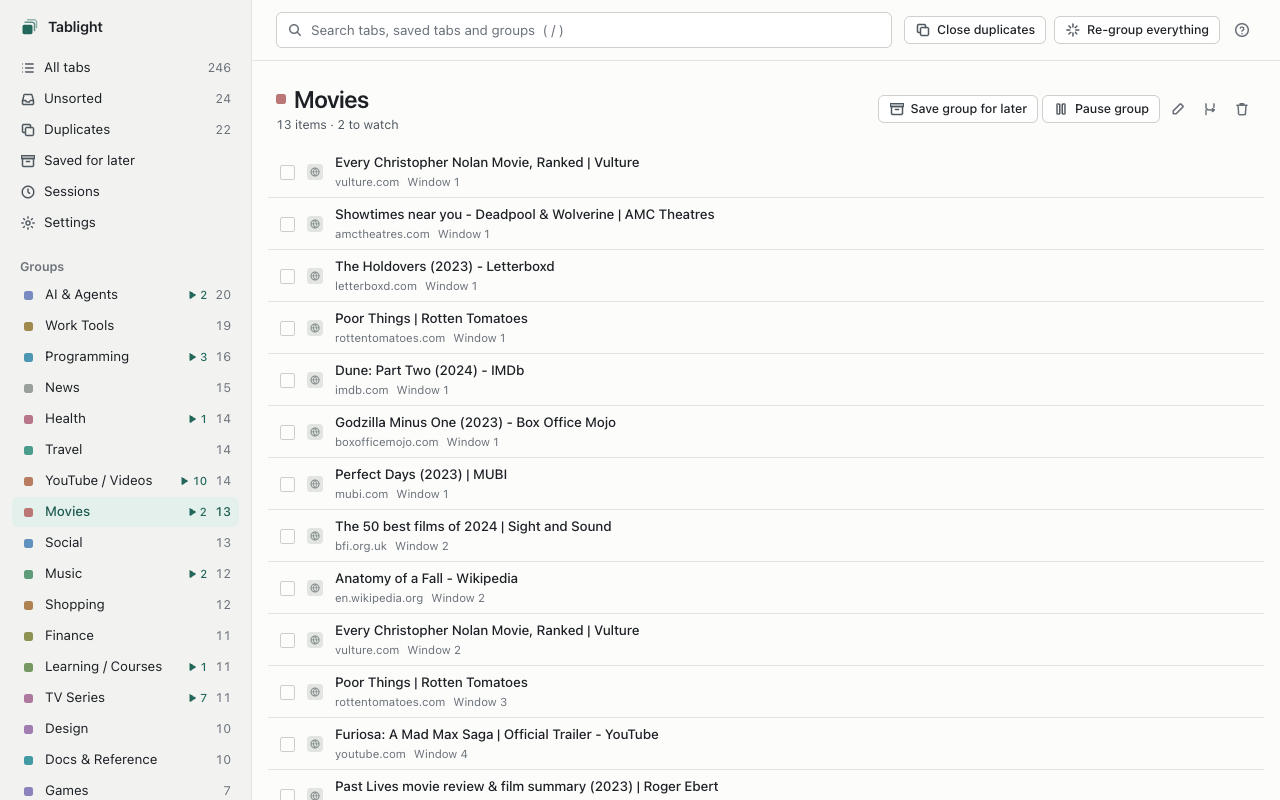 Tablight
All tabs 246
Unsorted 24
Duplicates 22
Saved for later
Sessions
Settings
Groups
AI & Agents 2 20
Work Tools 19
Programming 3 16
News 15
Health 1 14
Travel 14
YouTube / Videos 10 14
Movies 2 13
Social 13
Music 2 12
Shopping 12
Finance 11
Learning / Courses 1 11
TV Series 7 11
Design 10
Docs & Reference 10
Games 7
Search tabs, saved tabs and groups ( / )
Close duplicates
Re-group everything
Movies
13 items · 2 to watch
Save group for later
Pause group
Every Christopher Nolan Movie, Ranked | Vulture
vulture.com Window 1
Showtimes near you - Deadpool & Wolverine | AMC Theatres
amctheatres.com Window 1
The Holdovers (2023) - Letterboxd
letterboxd.com Window 1
Poor Things | Rotten Tomatoes
rottentomatoes.com Window 1
Dune: Part Two (2024) - IMDb
imdb.com Window 1
Godzilla Minus One (2023) - Box Office Mojo
boxofficemojo.com Window 1
Perfect Days (2023) | MUBI
mubi.com Window 1
The 50 best films of 2024 | Sight and Sound
bfi.org.uk Window 2
Anatomy of a Fall - Wikipedia
en.wikipedia.org Window 2
Every Christopher Nolan Movie, Ranked | Vulture
vulture.com Window 2
Poor Things | Rotten Tomatoes
rottentomatoes.com Window 3
Furiosa: A Mad Max Saga | Official Trailer - YouTube
youtube.com Window 4
Past Lives movie review & film summary (2023) | Roger Ebert